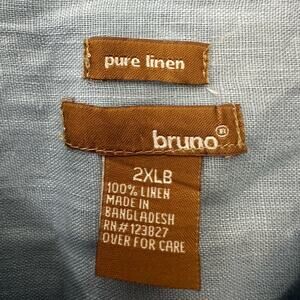 pure linen
bruno®
2XLB
100% LINEN
MADE IN
BANGLADESH
RN# 123827
OVER FOR CARE